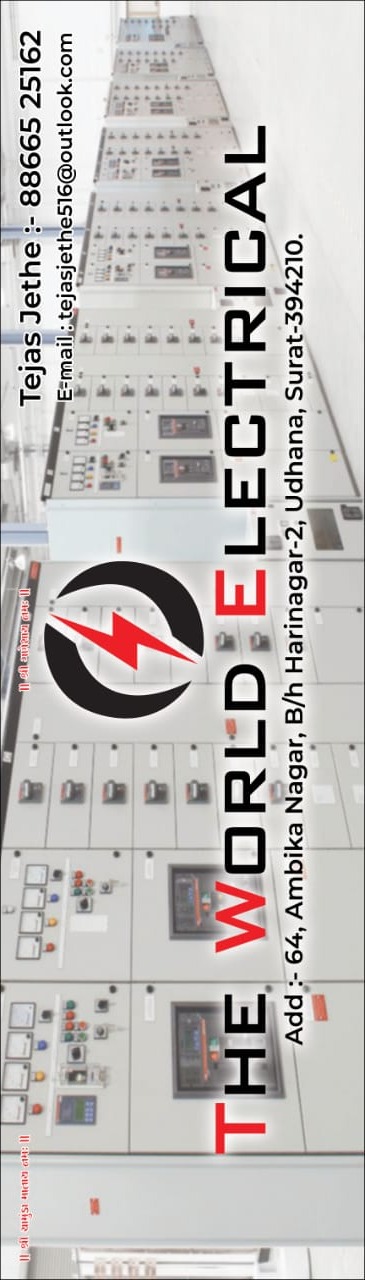 || શ્રી ચામુંડા માતાય નમઃ ||
|| શ્રી ગણેશાય નમઃ ||
Tejas Jethe :- 88665 25162
E-mail : tejasjethe516@outlook.com
THE WORLD ELECTRICAL
Add :- 64, Ambika Nagar, B/h Harinagar-2, Udhana, Surat-394210.